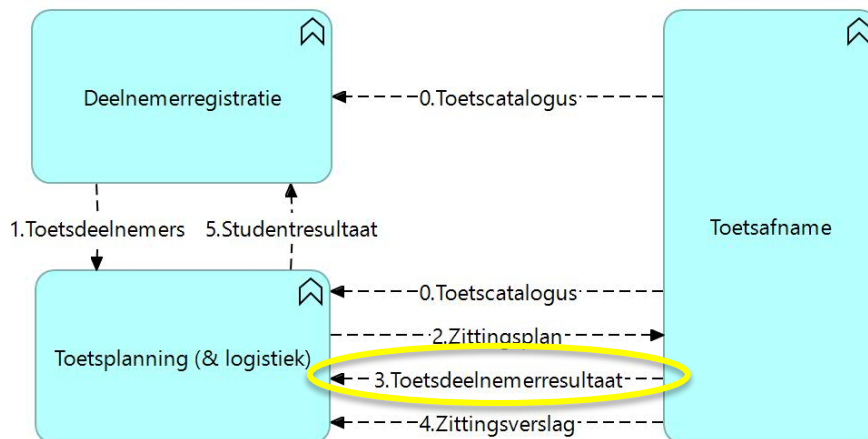 Deelnemerregistratie
0.Toetscatalogus
1.Toetsdeelnemers
5.Studentresultaat
Toetsafname
0.Toetscatalogus
2.Zittingsplan
Toetsplanning (& logistiek)
3.Toetsdeelnemerresultaat
4.Zittingsverslag